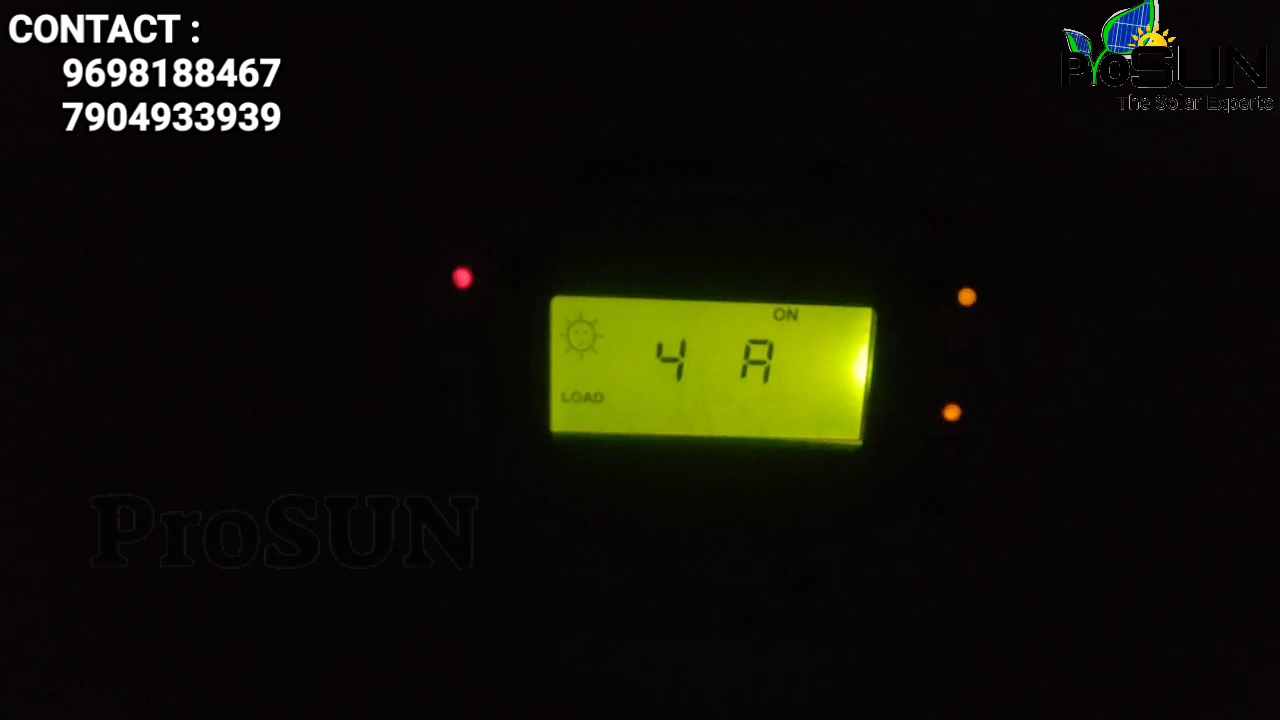 CONTACT :
9698188467
7904933939
ProSUN
The Solar Experts
ON
4 A
LOAD
ProSUN